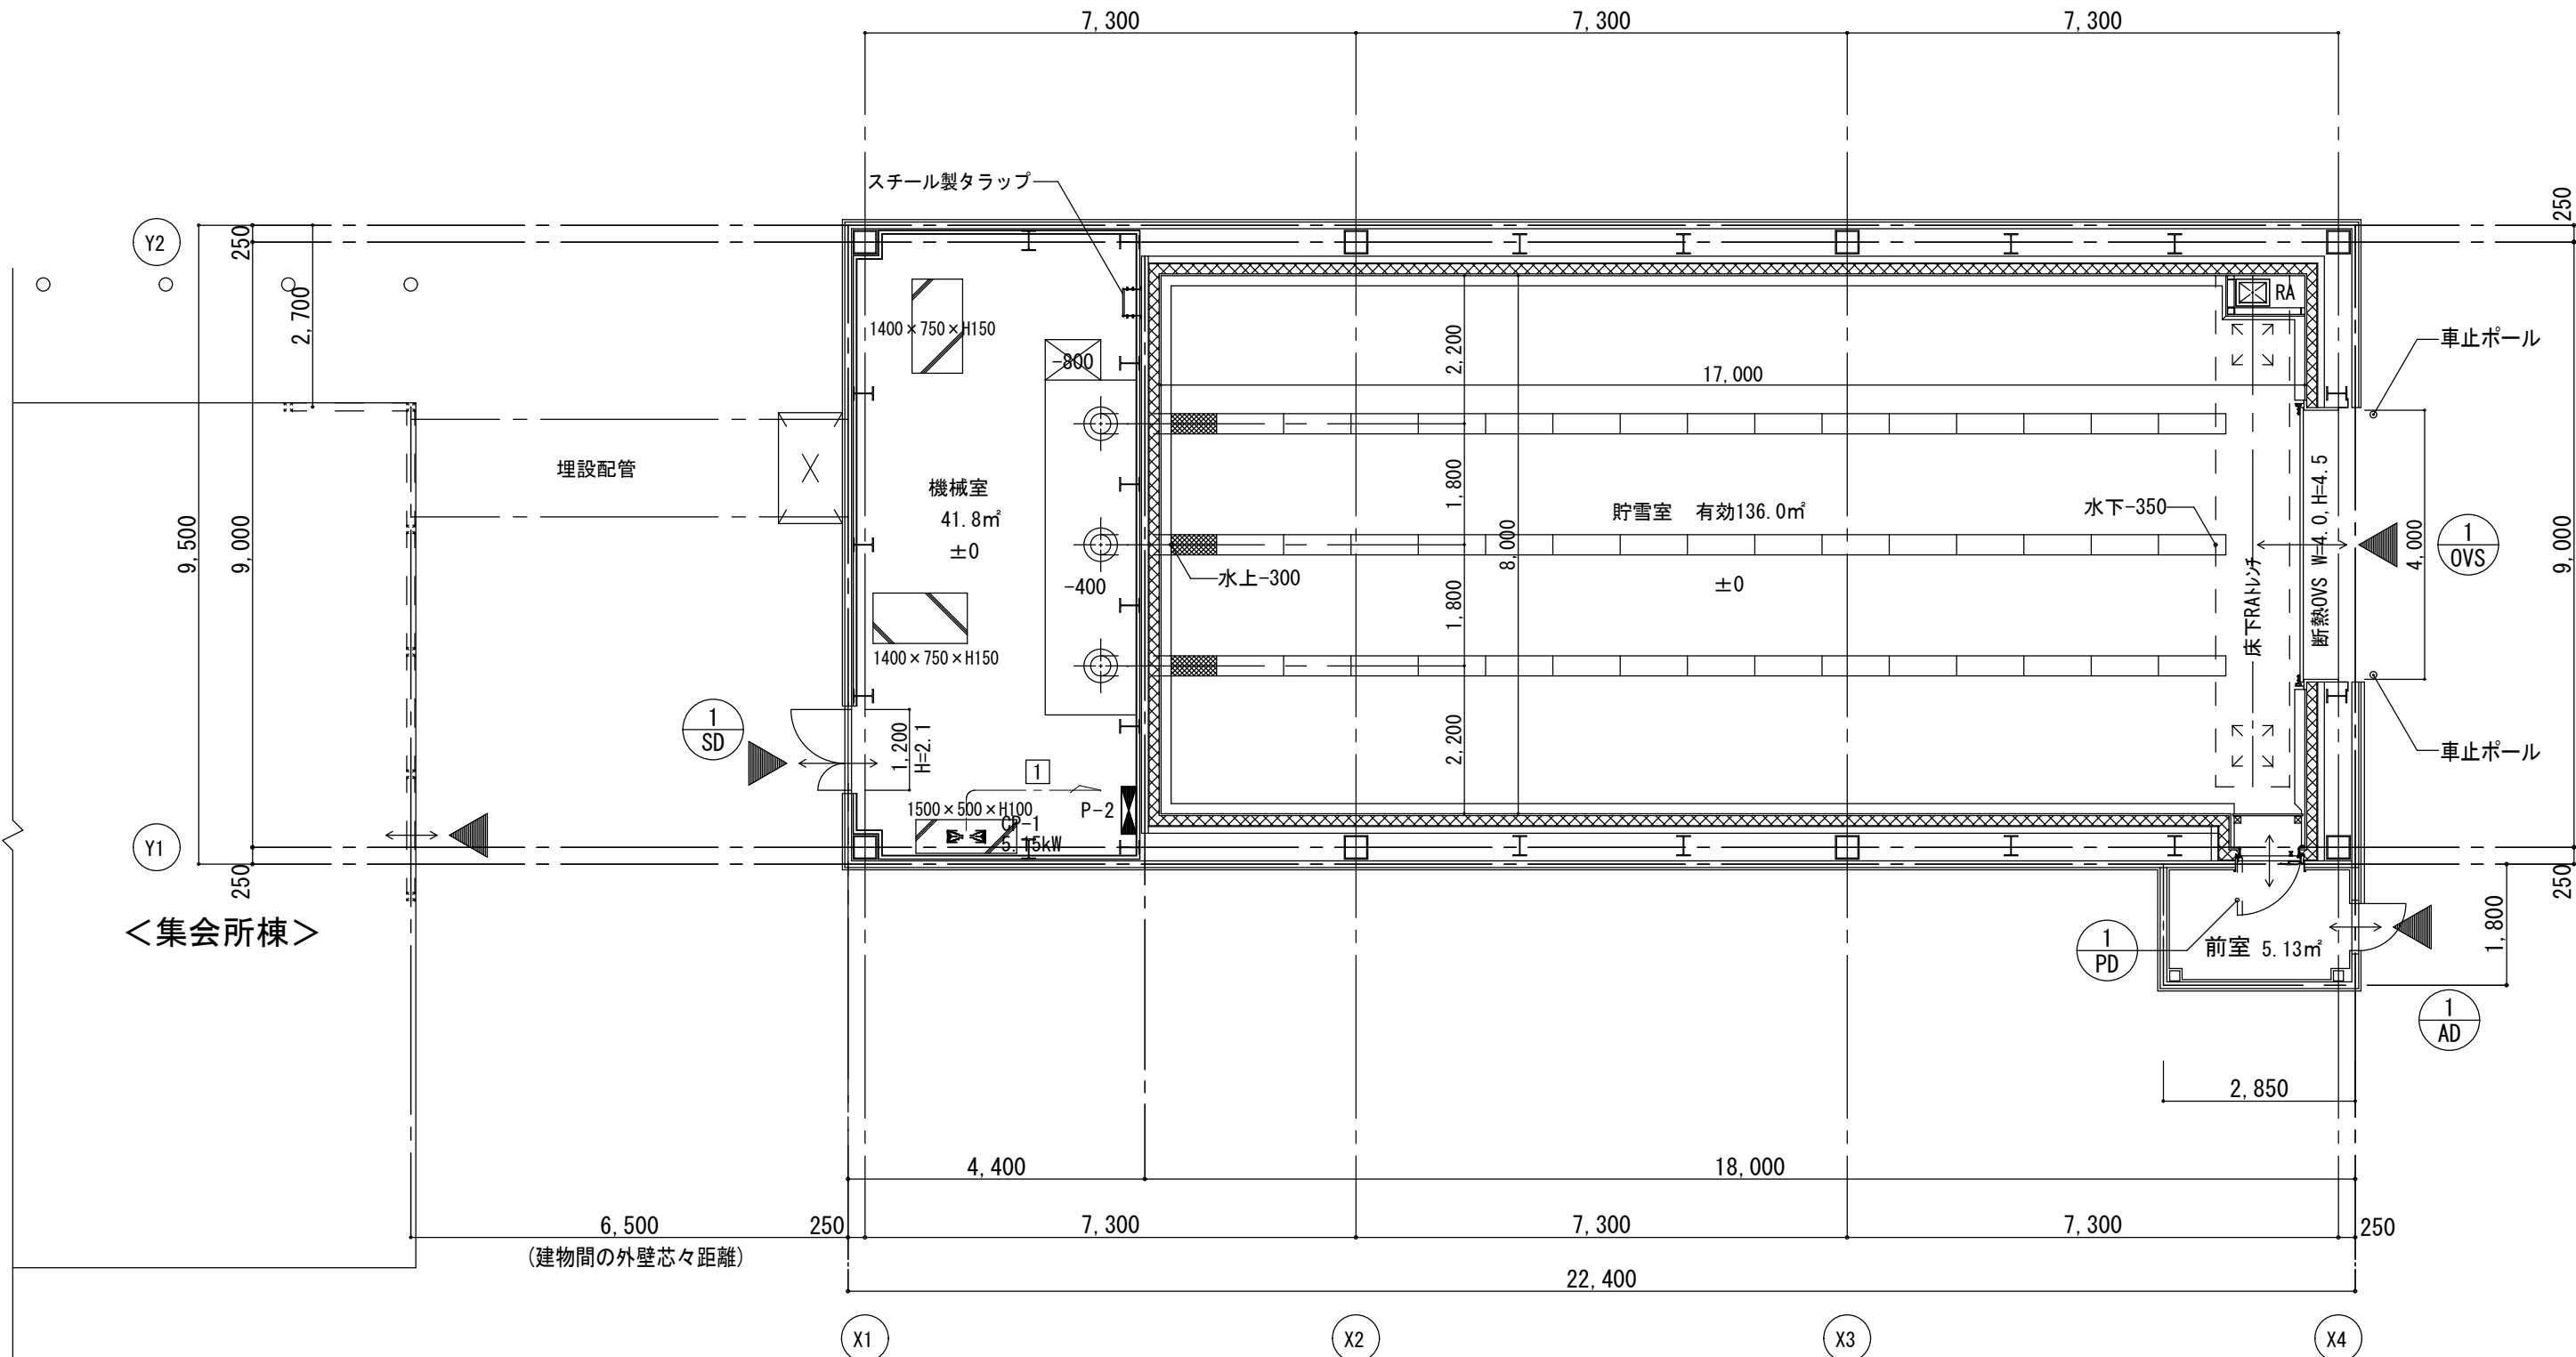 7,300
7,300
7,300
スチール製タラップ
Y2
250
250
2,700
1400×750×H150
-800
RA
車止ポール
2,200
17,000
埋設配管
機械室
41.8㎡
±0
1,800
貯雪室 有効136.0㎡
水下-350
断熱OVS W=4.0,H=4.5
4,000
1
OVS
9,500
9,000
8,000
9,000
-400
水上-300
1,800
±0
床下RAトレンチ
1400×750×H150
1
SD
1,200
H=2.1
2,200
車止ポール
1
1500×500×H100
CP-1
5.15kW
P-2
Y1
250
250
<集会所棟>
1
PD
前室 5.13㎡
1,800
1
AD
2,850
4,400
18,000
6,500
250
7,300
7,300
7,300
250
(建物間の外壁芯々距離)
22,400
X1
X2
X3
X4